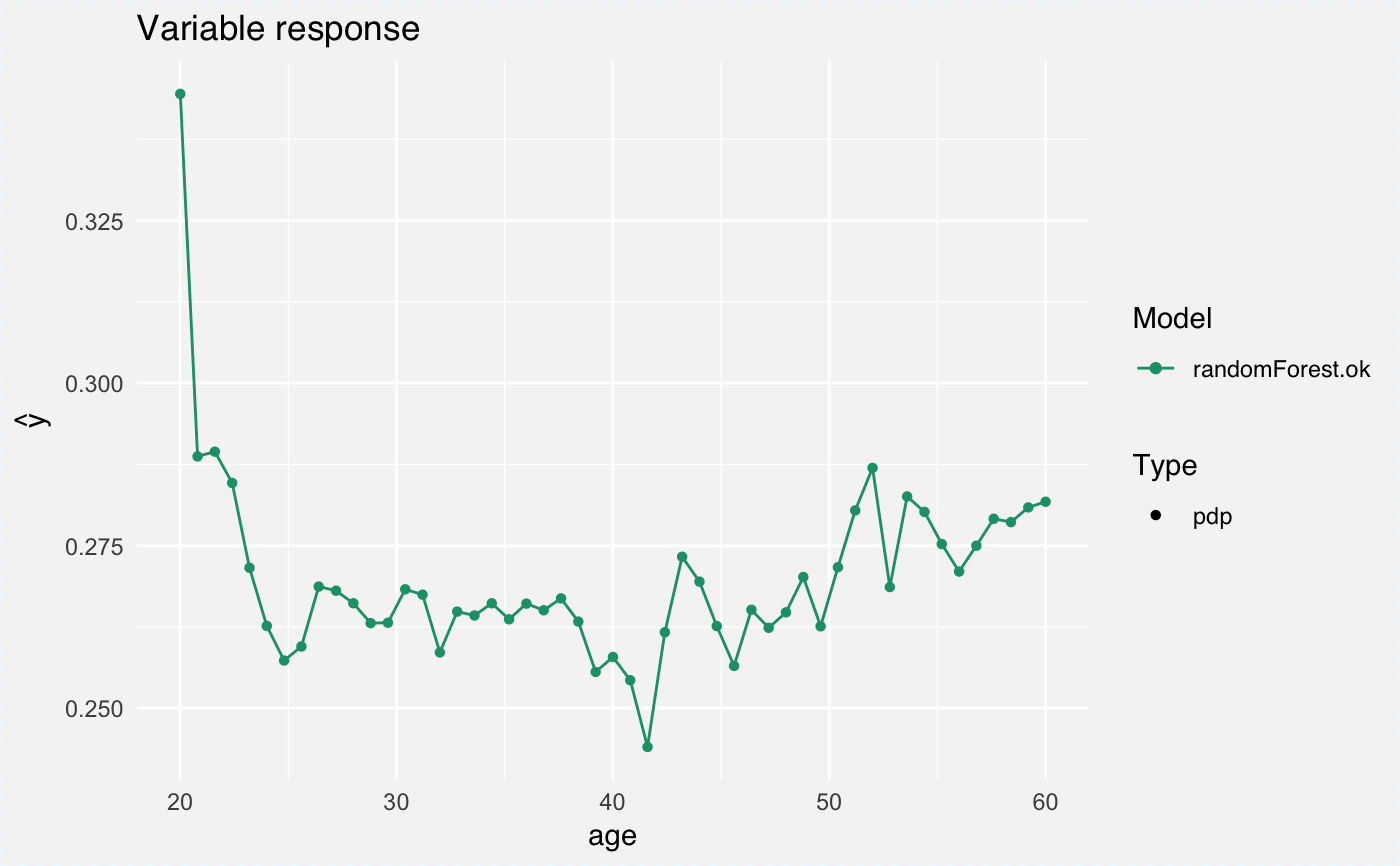 Variable response
0.325
0.300
0.275
0.250
ŷ
20 30 40 50 60
age
Model
randomForest.ok
Type
pdp